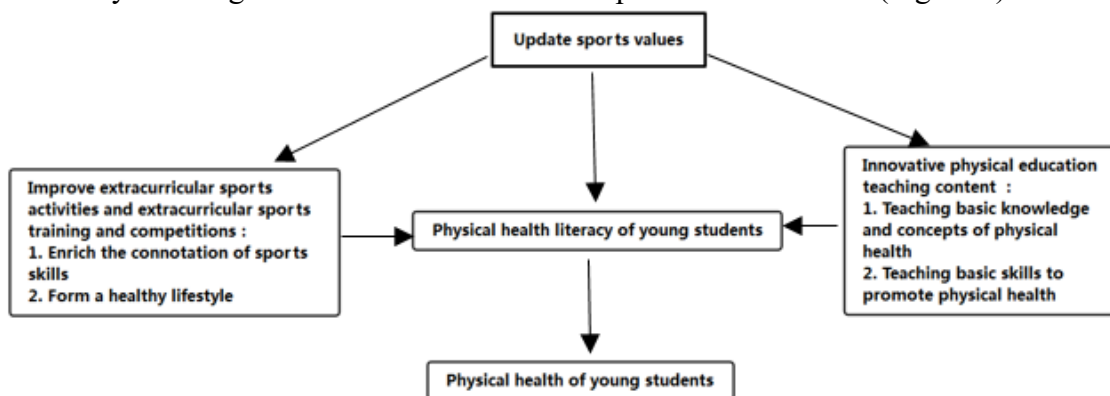 Update sports values
Improve extracurricular sports
activities and extracurricular sports
training and competitions :
1. Enrich the connotation of sports
skills
2. Form a healthy lifestyle
Physical health literacy of young students
Innovative physical education
teaching content :
1. Teaching basic knowledge
and concepts of physical
health
2. Teaching basic skills to
promote physical health
Physical health of young students